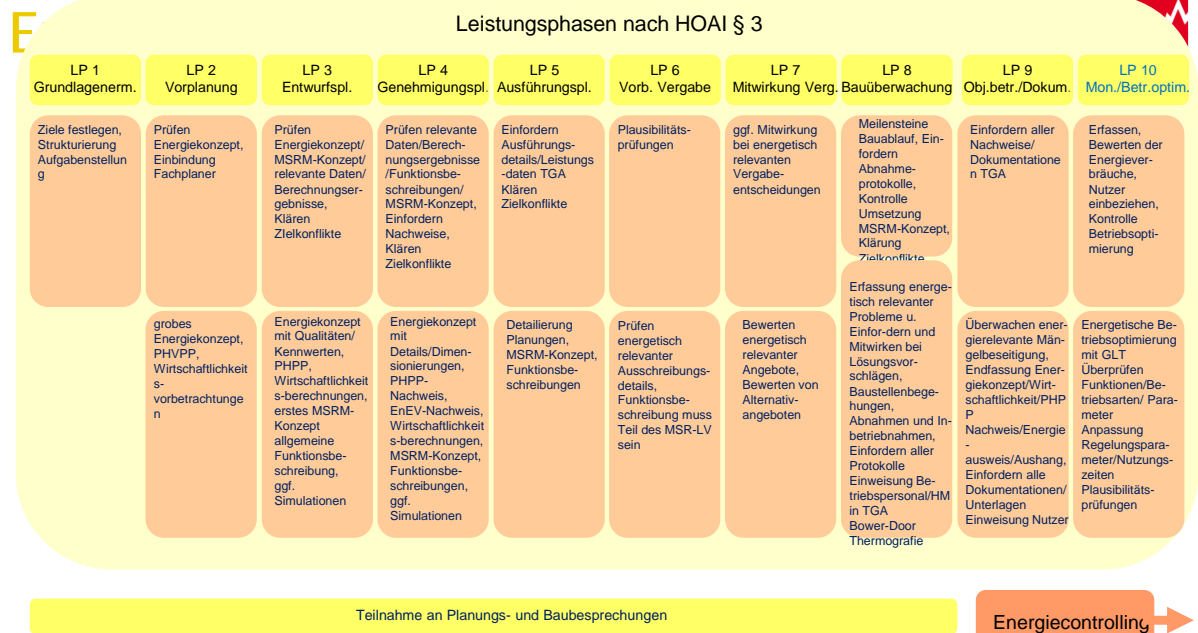 E
Leistungsphasen nach HOAI § 3
LP 1
Grundlagenerm.
LP 2
Vorplanung
LP 3
Entwurfspl.
LP 4
Genehmigungspl.
LP 5
Ausführungspl.
LP 6
Vorb. Vergabe
LP 7
Mitwirkung Verg.
LP 8
Bauüberwachung
LP 9
Obj.betr./Dokum.
LP 10
Mon./Betr.optim.
Ziele festlegen,
Strukturierung
Aufgabenstellun
g
Prüfen
Energiekonzept,
Einbindung
Fachplaner
Prüfen
Energiekonzept/
MSRM-Konzept/
relevante Daten/
Berechnungser-
gebnisse,
Klären
ZIelkonflikte
Prüfen relevante
Daten/Berech-
nungsergebnisse
/Funktionsbe-
schreibungen/
MSRM-Konzept,
Einfordern
Nachweise,
Klären
Zielkonflikte
Einfordern
Ausführungs-
details/Leistungs
-daten TGA
Klären
Zielkonflikte
Plausibilitäts-
prüfungen
ggf. Mitwirkung
bei energetisch
relevanten
Vergabe-
entscheidungen
Meilensteine
Bauablauf, Ein-
fordern
Abnahme-
protokolle,
Kontrolle
Umsetzung
MSRM-Konzept,
Klärung
Zielkonflikte
Einfordern aller
Nachweise/
Dokumentatione
n TGA
Erfassen,
Bewerten der
Energiever-
bräuche,
Nutzer
einbeziehen,
Kontrolle
Betriebsopti-
mierung
grobes
Energiekonzept,
PHVPP,
Wirtschaftlichkeit
s-
vorbetrachtunge
n
Energiekonzept
mit Qualitäten/
Kennwerten,
PHPP,
Wirtschaftlichkeit
s-berechnungen,
erstes MSRM-
Konzept
allgemeine
Funktionsbe-
schreibung,
ggf.
Simulationen
Energiekonzept
mit
Details/Dimen-
sionierungen,
PHPP-
Nachweis,
EnEV-Nachweis,
Wirtschaftlichkeit
s-berechnungen,
MSRM-Konzept,
Funktionsbe-
schreibungen,
ggf.
Simulationen
Detailierung
Planungen,
MSRM-Konzept,
Funktionsbe-
schreibungen
Prüfen
energetisch
relevanter
Ausschreibungs-
details,
Funktionsbe-
schreibung muss
Teil des MSR-LV
sein
Bewerten
energetisch
relevanter
Angebote,
Bewerten von
Alternativ-
angeboten
Erfassung energe-
tisch relevanter
Probleme u.
Einfor-dern und
Mitwirken bei
Lösungsvor-
schlägen,
Baustellenbege-
hungen,
Abnahmen und In-
betriebnahmen,
Einfordern aller
Protokolle
Einweisung Be-
triebspersonal/HM
in TGA
Bower-Door
Thermografie
Überwachen ener-
gierelevante Män-
gelbeseitigung,
Endfassung Ener-
giekonzept/Wirt-
schaftlichkeit/PHP
P
Nachweis/Energie
-
ausweis/Aushang,
Einfordern alle
Dokumentationen/
Unterlagen
Einweisung Nutzer
Energetische Be-
triebsoptimierung
mit GLT
Überprüfen
Funktionen/Be-
triebsarten/ Para-
meter
Anpassung
Regelungspara-
meter/Nutzungs-
zeiten
Plausibilitäts-
prüfungen
Teilnahme an Planungs- und Baubesprechungen
Energiecontrolling